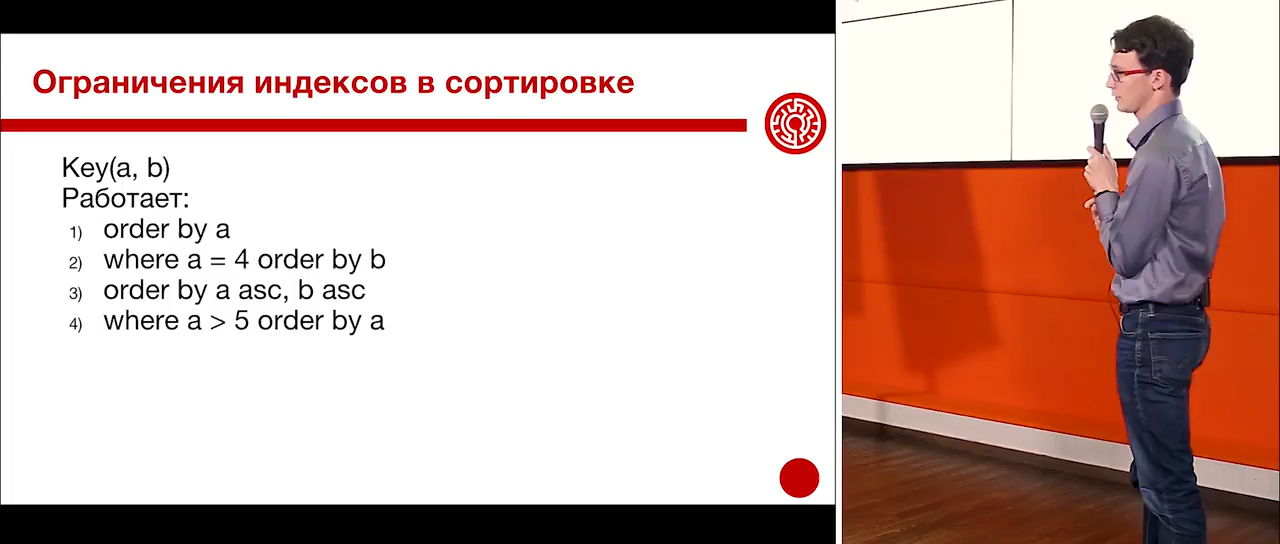 Ограничения индексов в сортировке
Key(a, b)
Работает:
1) order by a
2) where a = 4 order by b
3) order by a asc, b asc
4) where a > 5 order by a